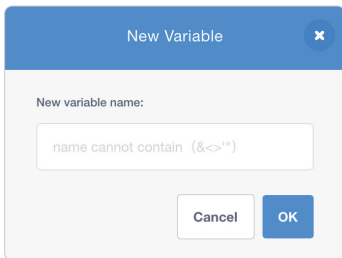 New Variable
New variable name:
name cannot contain (&<>'")
Cancel
OK